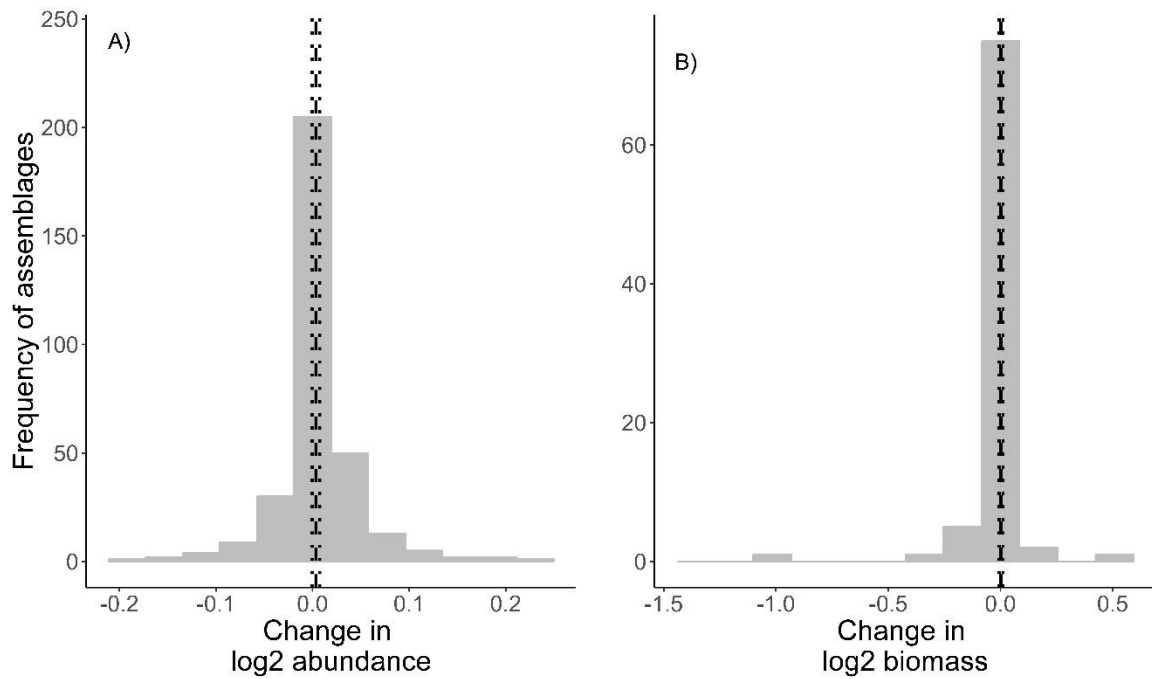 A)
250
200
150
100
50
0
Frequency of assemblages
-0.2
-0.1
0.0
0.1
0.2
Change in
log2 abundance
B)
60
40
20
0
-1.5
-1.0
-0.5
0.0
0.5
Change in
log2 biomass